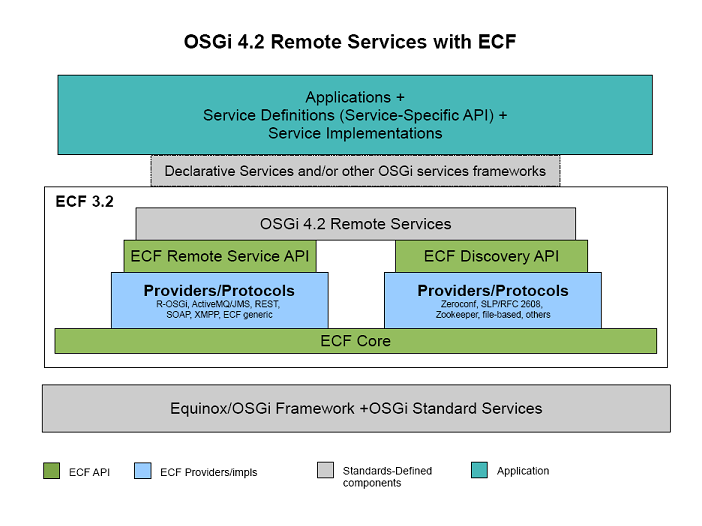 OSGi 4.2 Remote Services with ECF
Applications +
Service Definitions (Service-Specific API) +
Service Implementations
Declarative Services and/or other OSGi services frameworks
ECF 3.2
OSGi 4.2 Remote Services
ECF Remote Service API
ECF Discovery API
Providers/Protocols
R-OSGi, ActiveMQ/JMS, REST,
SOAP, XMPP, ECF generic
Providers/Protocols
Zeroconf, SLP/RFC 2608,
Zookeeper, file-based, others
ECF Core
Equinox/OSGi Framework +OSGi Standard Services
ECF API
ECF Providers/impls
Standards-Defined
components
Application